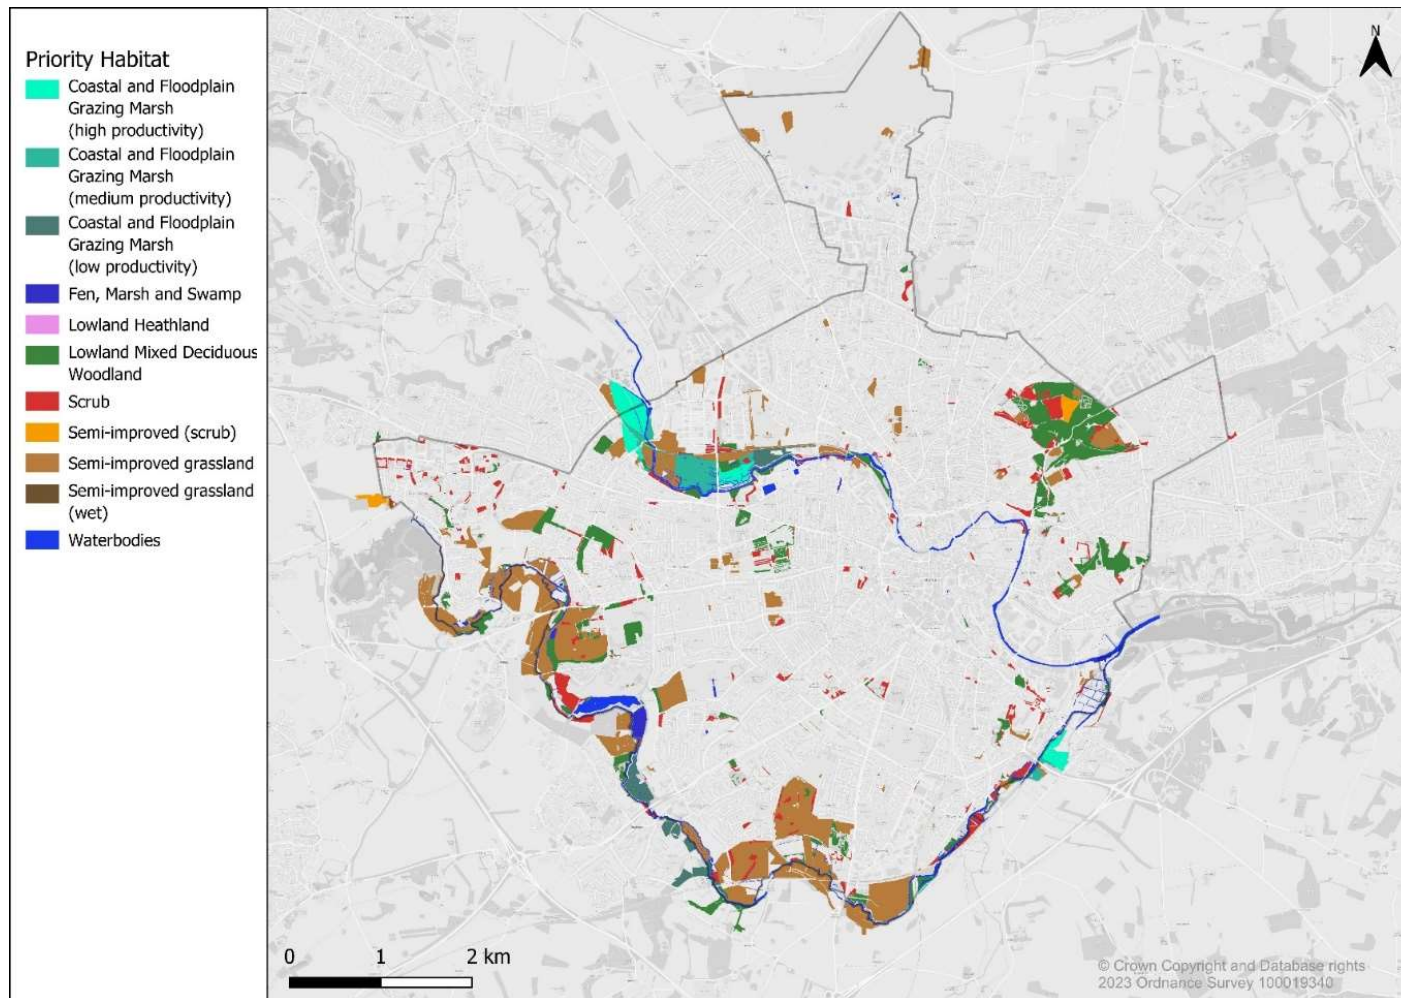 Priority Habitat
Coastal and Floodplain
Grazing Marsh
(high productivity)
Coastal and Floodplain
Grazing Marsh
(medium productivity)
Coastal and Floodplain
Grazing Marsh
(low productivity)
Fen, Marsh and Swamp
Lowland Heathland
Lowland Mixed Deciduous
Woodland
Scrub
Semi-improved (scrub)
Semi-improved grassland
Semi-improved grassland
(wet)
Waterbodies
N
0 1 2 km
© Crown Copyright and Database rights
2023 Ordnance Survey 100019340